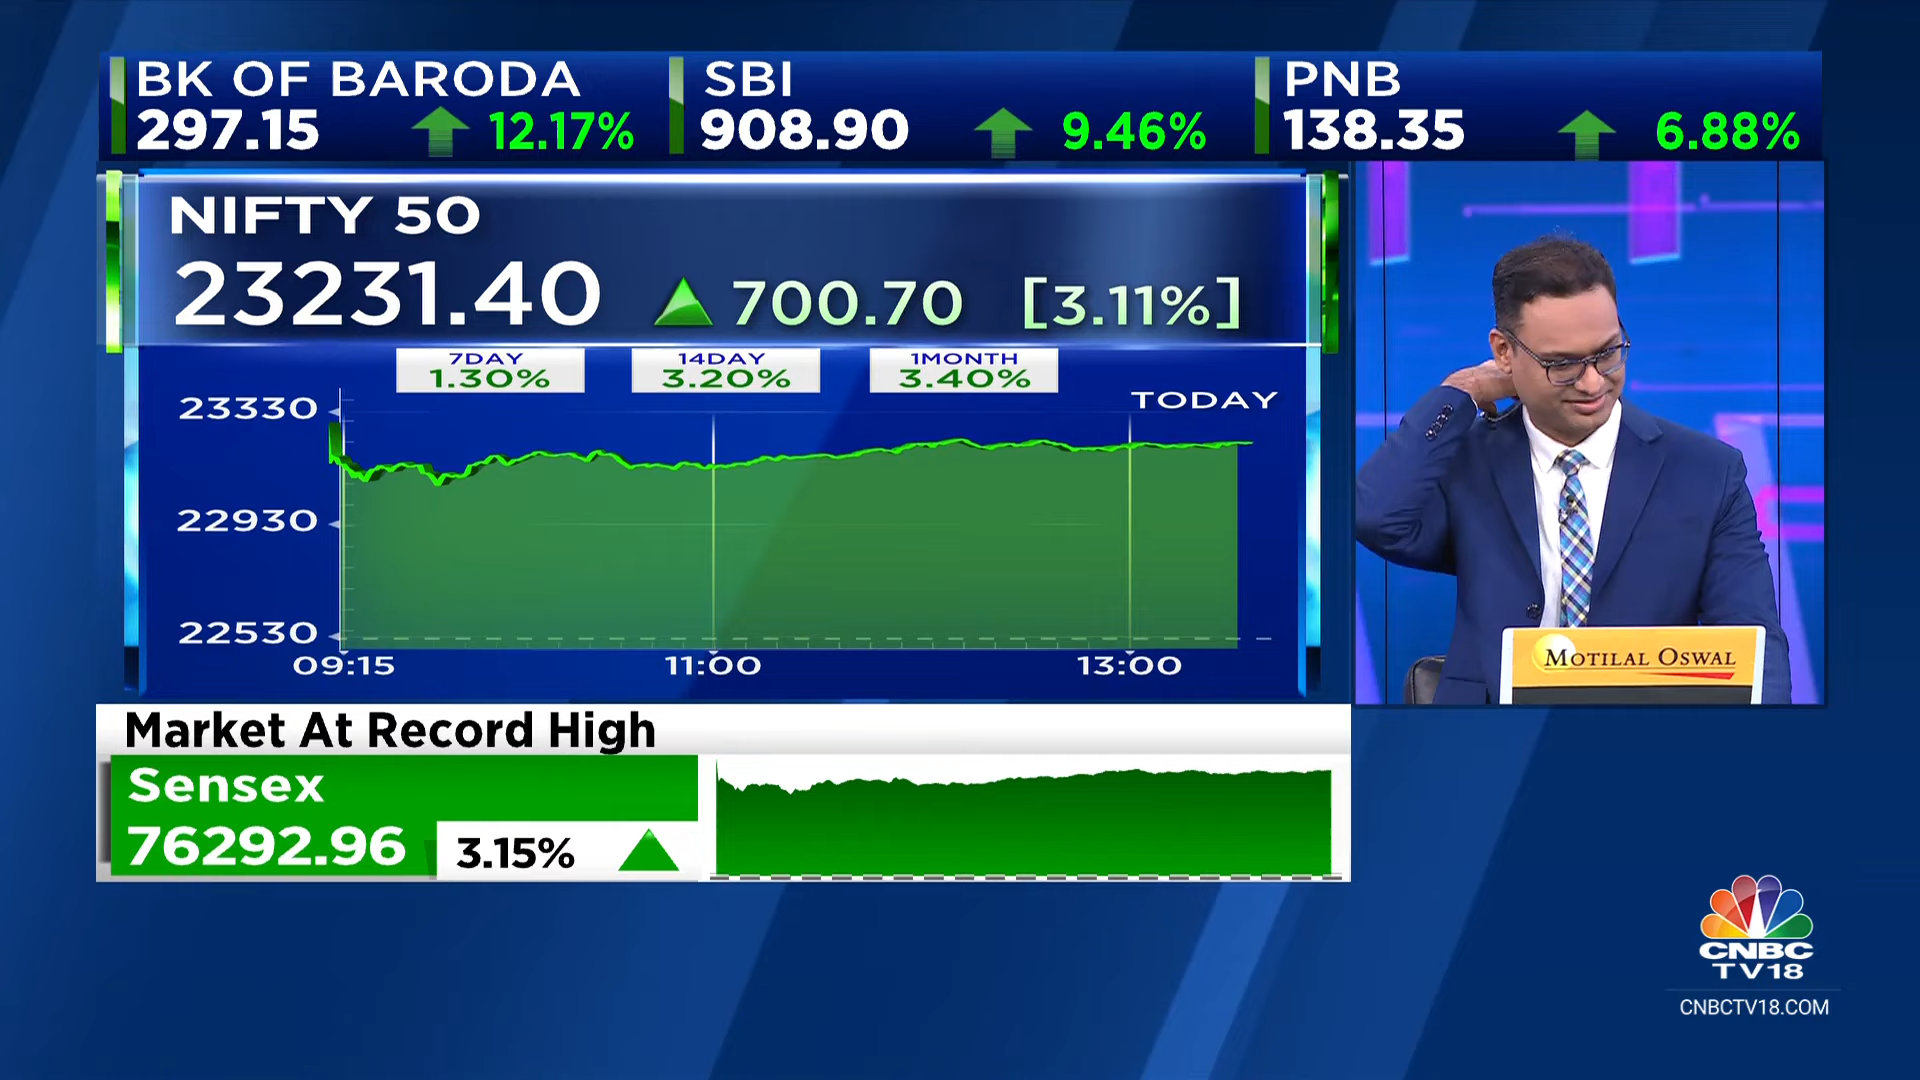 BK OF BARODA
297.15 12.17%
SBI
908.90 9.46%
PNB
138.35 6.88%
NIFTY 50
23231.40 700.70 [3.11%]
7DAY
1.30%
14DAY
3.20%
1MONTH
3.40%
TODAY
23330
22930
22530
09:15 11:00 13:00
MOTILAL OSWAL
Market At Record High
Sensex
76292.96 3.15%
CNBC
TV18
CNBCTV18.COM